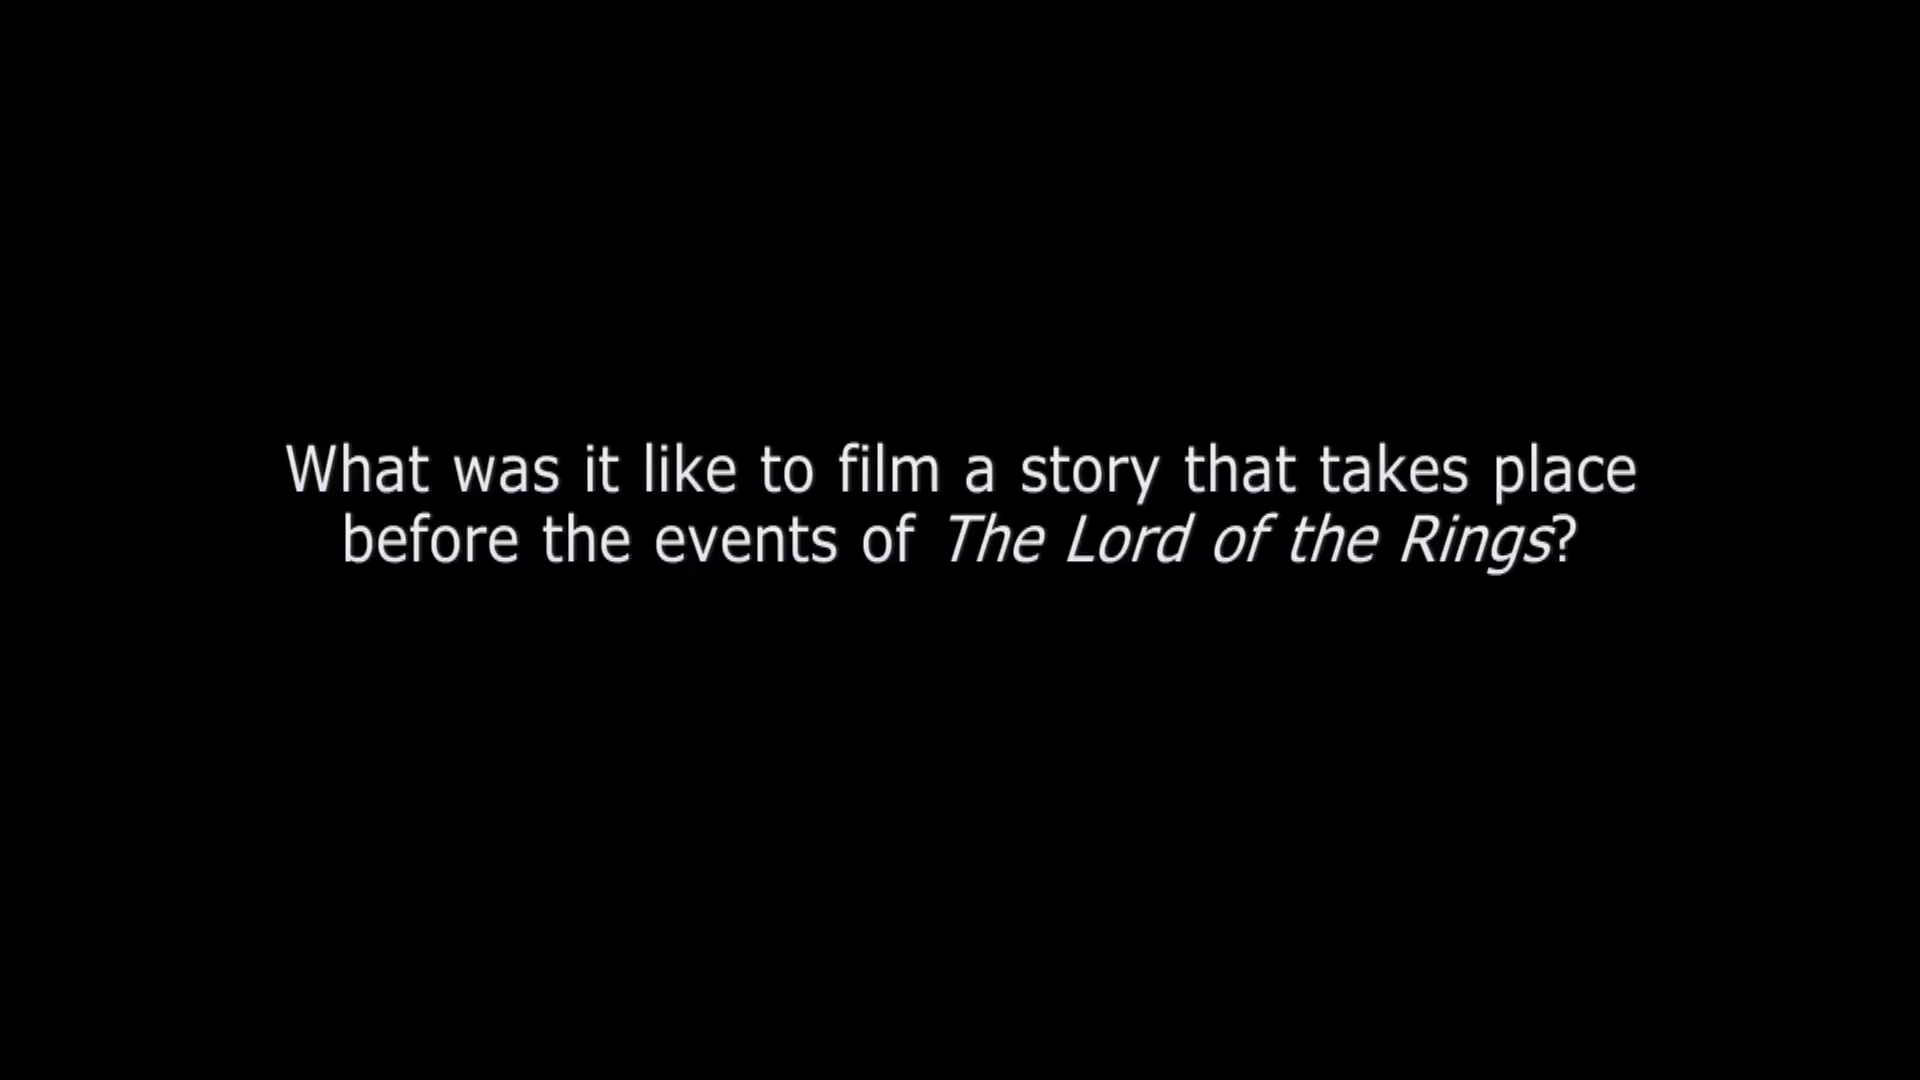 What was it like to film a story that takes place
before the events of The Lord of the Rings?